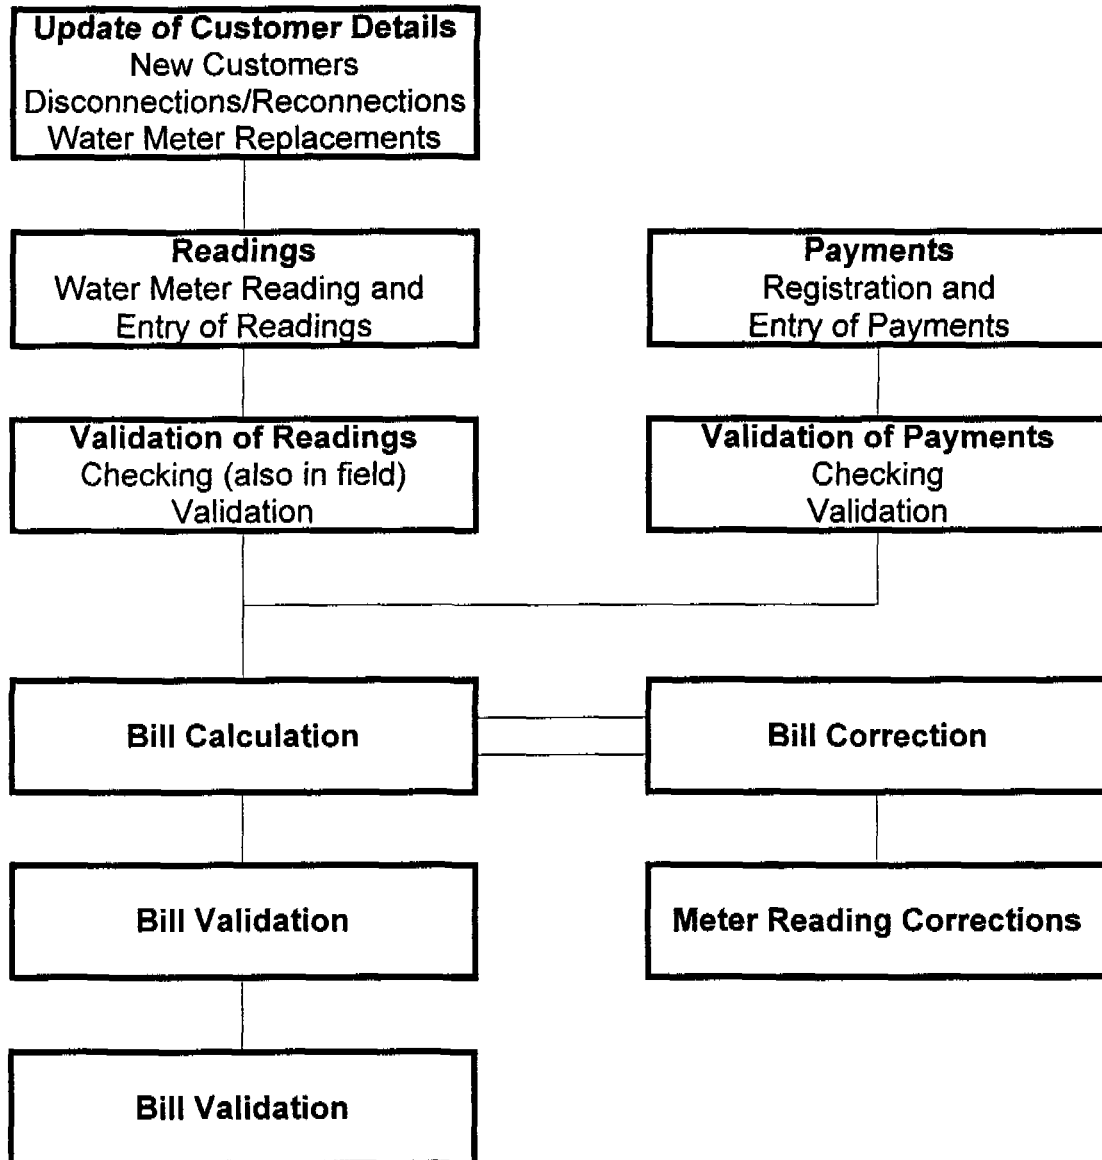 Update of Customer Details
New Customers
Disconnections/Reconnections
Water Meter Replacements
Readings
Water Meter Reading and
Entry of Readings
Payments
Registration and
Entry of Payments
Validation of Readings
Checking (also in field)
Validation
Validation of Payments
Checking
Validation
Bill Calculation
Bill Correction
Bill Validation
Meter Reading Corrections
Bill Validation